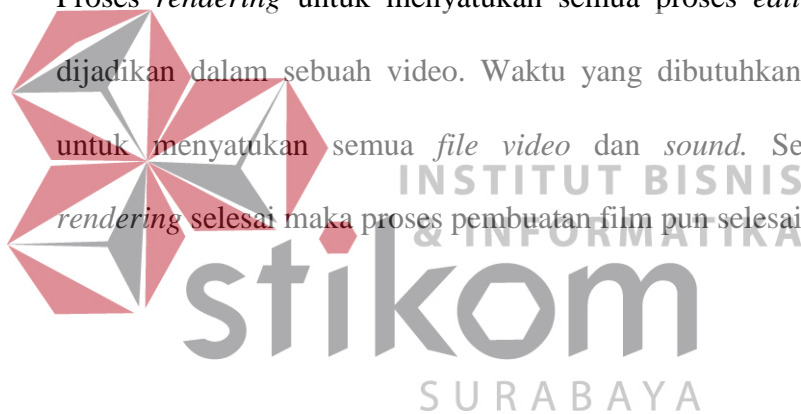 Proses rendering untuk menyatukan semua proses edit
dijadikan dalam sebuah video. Waktu yang dibutuhkan
untuk menyatukan semua file video dan sound. Se
INSTITUT BISNIS
rendering selesai maka proses pembuatan film pun selesai
& INFORMATIKA
stikom
SURABAYA